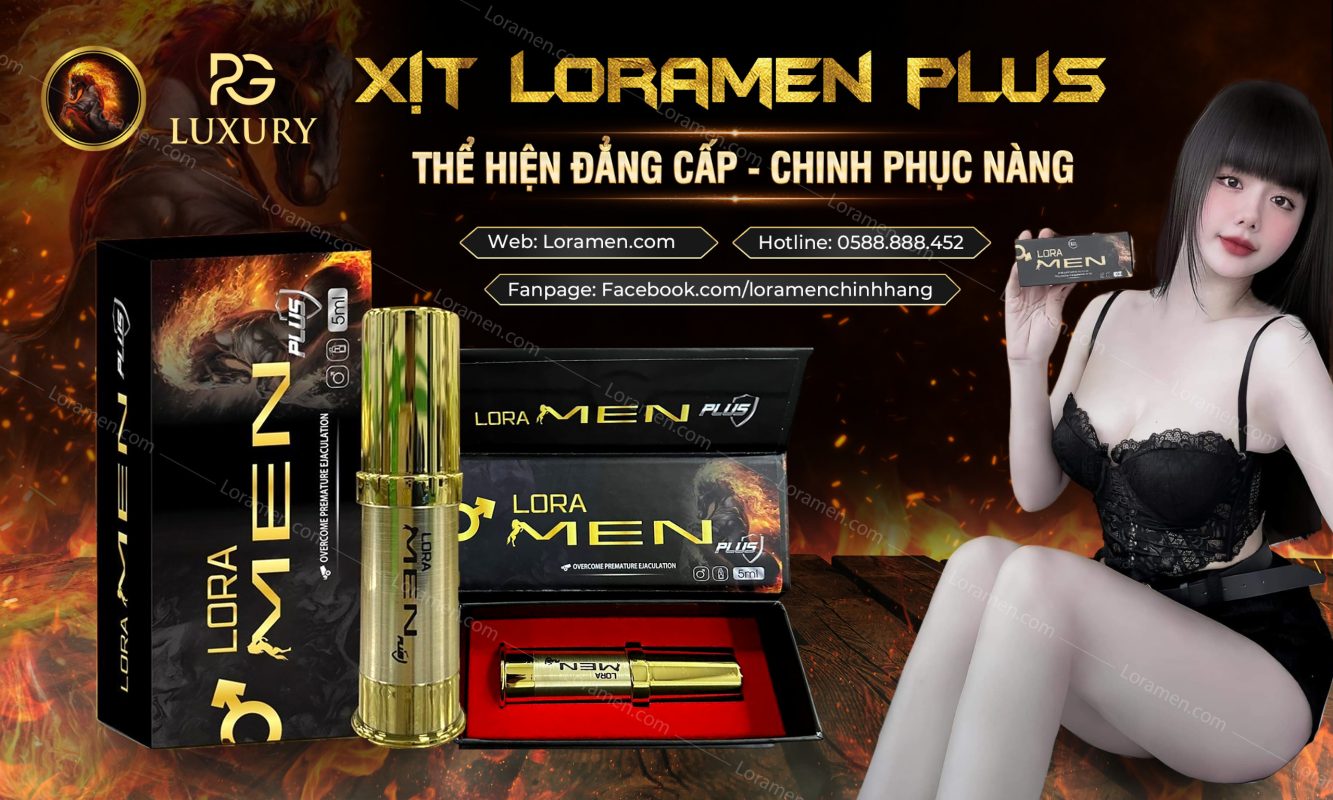 PG
LUXURY
XỊT LORAMEN PLUS
THỂ HIỆN ĐẲNG CẤP - CHINH PHỤC NÀNG
Web: Loramen.com
Hotline: 0588.888.452
Fanpage: Facebook.com/loramenchinhhang
LORA MEN PLUS
LORA
MEN
PLUS
5ml
OVERCOME PREMATURE EJACULATION
LORA
MEN
PLUS
LORA MEN PLUS
LORA
MEN
PLUS
OVERCOME PREMATURE EJACULATION
5ml
LORA
MEN
LORA
MEN
Loramen.com